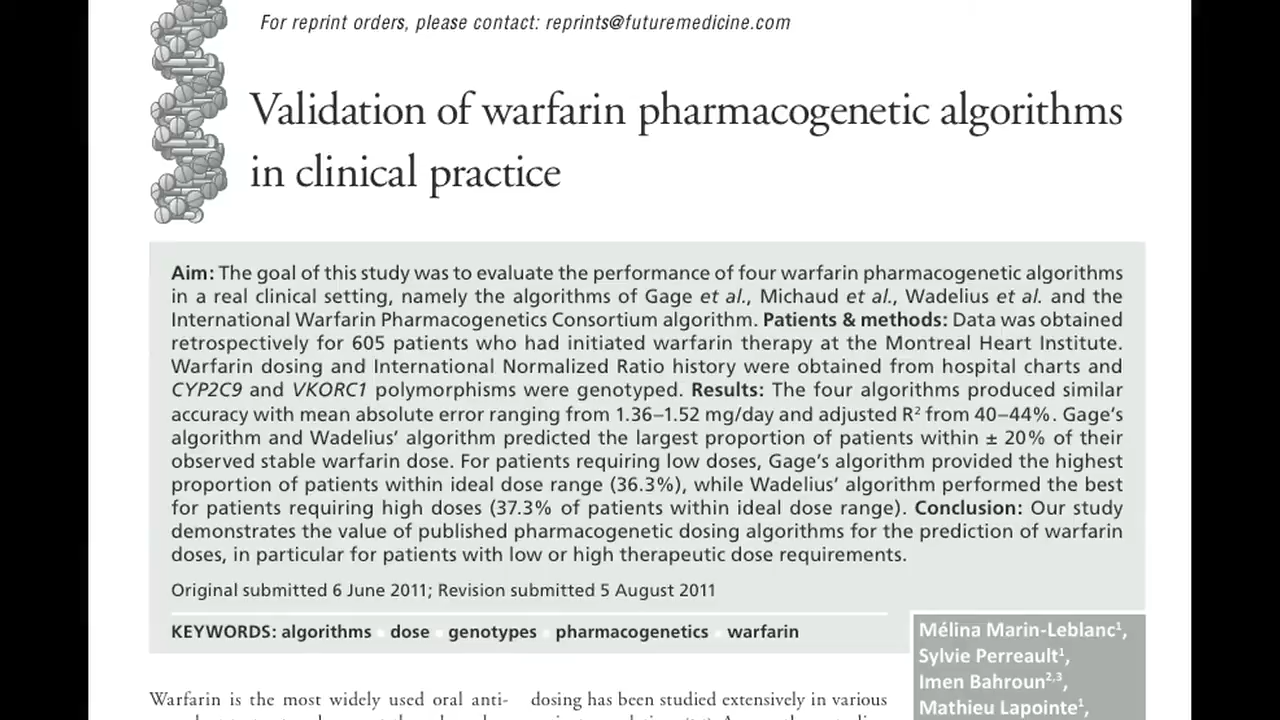 For reprint orders, please contact: reprints@futuremedicine.com
Validation of warfarin pharmacogenetic algorithms
in clinical practice
Aim: The goal of this study was to evaluate the performance of four warfarin pharmacogenetic algorithms
in a real clinical setting, namely the algorithms of Gage et al., Michaud et al., Wadelius et al. and the
International Warfarin Pharmacogenetics Consortium algorithm. Patients & methods: Data was obtained
retrospectively for 605 patients who had initiated warfarin therapy at the Montreal Heart Institute.
Warfarin dosing and International Normalized Ratio history were obtained from hospital charts and
CYP2C9 and VKORC1 polymorphisms were genotyped. Results: The four algorithms produced similar
accuracy with mean absolute error ranging from 1.36–1.52 mg/day and adjusted R² from 40–44%. Gage’s
algorithm and Wadelius’ algorithm predicted the largest proportion of patients within ± 20% of their
observed stable warfarin dose. For patients requiring low doses, Gage’s algorithm provided the highest
proportion of patients within ideal dose range (36.3%), while Wadelius’ algorithm performed the best
for patients requiring high doses (37.3% of patients within ideal dose range). Conclusion: Our study
demonstrates the value of published pharmacogenetic dosing algorithms for the prediction of warfarin
doses, in particular for patients with low or high therapeutic dose requirements.
Original submitted 6 June 2011; Revision submitted 5 August 2011
KEYWORDS: algorithms dose genotypes pharmacogenetics warfarin
Mélina Marin-Leblanc¹,
Sylvie Perreault¹,
Imen Bahroun²,³,
Mathieu Lapointe¹,
Warfarin is the most widely used oral anti-
dosing has been studied extensively in various